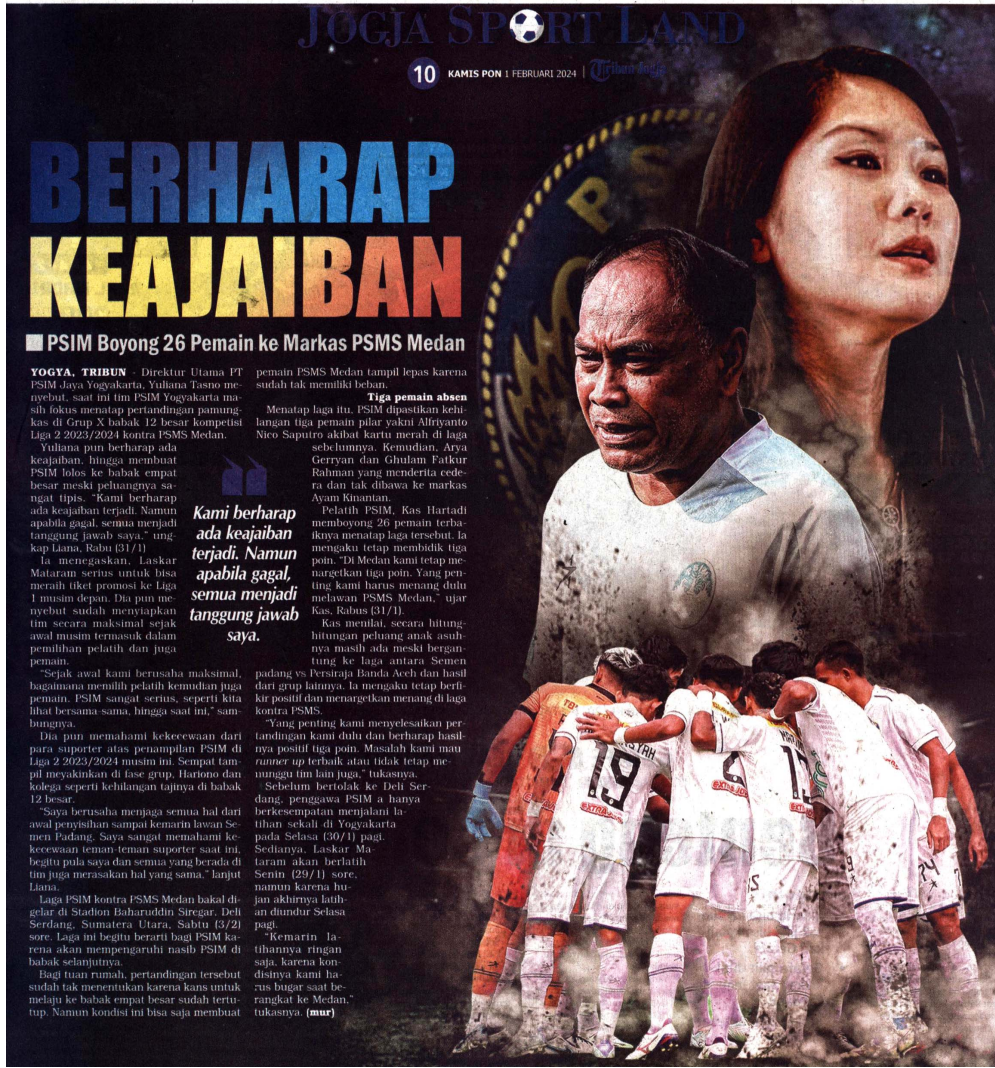 JOGJA SPORT LAND
10 KAMIS PON 1 FEBRUARI 2024 | Tribun Jogja
BERHARAP
KEAJAIBAN
PSIM Boyong 26 Pemain ke Markas PSMS Medan
YOGYA, TRIBUN - Direktur Utama PT
PSIM Jaya Yogyakarta, Yuliana Tasno me-
nyebut, saat ini tim PSIM Yogyakarta ma-
sih fokus menatap pertandingan pamung-
kas di Grup X babak 12 besar kompetisi
Liga 2 2023/2024 kontra PSMS Medan.
Yuliana pun berharap ada
keajaiban, hingga membuat
PSIM lolos ke babak empat
besar meski peluangnya sa-
ngat tipis. "Kami berharap
ada keajaiban terjadi. Namun
apabila gagal, semua menjadi
tanggung jawab saya," ung-
kap Liana, Rabu (31/1)
Ia menegaskan, Laskar
Mataram serius untuk bisa
meraih tiket promosi ke Liga
1 musim depan. Dia pun me-
nyebut sudah menyiapkan
tim secara maksimal sejak
awal musim termasuk dalam
pemilihan pelatih dan juga
pemain.
"Sejak awal kami berusaha maksimal,
bagaimana memilih pelatih kemudian juga
pemain. PSIM sangat serius, seperti kita
lihat bersama-sama, hingga saat ini," sam-
bungnya.
Dia pun memahami kekecewaan dari
para suporter atas penampilan PSIM di
Liga 2 2023/2024 musim ini. Sempat tam-
pil meyakinkan di fase grup, Hariono dan
kolega seperti kehilangan tajinya di babak
12 besar.
"Saya berusaha menjaga semua hal dari
awal penyisihan sampai kemarin lawan Se-
men Padang. Saya sangat memahami ke-
kecewaan teman-teman suporter saat ini,
begitu pula saya dan semua yang berada di
tim juga merasakan hal yang sama," lanjut
Liana.
Laga PSIM kontra PSMS Medan bakal di-
gelar di Stadion Baharuddin Siregar, Deli
Serdang, Sumatera Utara, Sabtu (3/2)
sore. Laga ini begitu berarti bagi PSIM ka-
rena akan mempengaruhi nasib PSIM di
babak selanjutnya.
Bagi tuan rumah, pertandingan tersebut
sudah tak menentukan karena kans untuk
melaju ke babak empat besar sudah tertu-
tup. Namun kondisi ini bisa saja membuat
Kami berharap
ada keajaiban
terjadi. Namun
apabila gagal,
semua menjadi
tanggung jawab
saya.
pemain PSMS Medan tampil lepas karena
sudah tak memiliki beban.
Tiga pemain absen
Menatap laga itu, PSIM dipastikan kehi-
langan tiga pemain pilar yakni Alfriyanto
Nico Saputro akibat kartu merah di laga
sebelumnya. Kemudian, Arya
Gerryan dan Ghulam Fatkur
Rahman yang menderita cede-
ra dan tak dibawa ke markas
Ayam Kinantan.
Pelatih PSIM, Kas Hartadi
memboyong 26 pemain terba-
iknya menatap laga tersebut. Ia
mengaku tetap membidik tiga
poin. "Di Medan kami tetap me-
nargetkan tiga poin. Yang pen-
ting kami harus menang dulu
melawan PSMS Medan," ujar
Kas, Rabus (31/1).
Kas menilai, secara hitung-
hitungan peluang anak asuh-
nya masih ada meski bergan-
tung ke laga antara Semen
padang vs Persiraja Banda Aceh dan hasil
dari grup lainnya. Ia mengaku tetap berfi-
kir positif dan menargetkan menang di laga
kontra PSMS.
"Yang penting kami menyelesaikan per-
tandingan kami dulu dan berharap hasil-
nya positif tiga poin. Masalah kami mau
runner up terbaik atau tidak tetap me-
nunggu tim lain juga," tukasnya.
Sebelum bertolak ke Deli Ser-
dang, penggawa PSIM a hanya
berkesempatan menjalani la-
tihan sekali di Yogyakarta
pada Selasa (30/1) pagi.
Sedianya, Laskar Ma-
taram akan berlatih
Senin (29/1) sore,
namun karena hu-
jan akhirnya latih-
an diundur Selasa
pagi.
"Kemarin la-
tihannya ringan
saja, karena kon-
disinya kami ha-
rus bugar saat be-
rangkat ke Medan,"
tukasnya. (mur)
P S
19